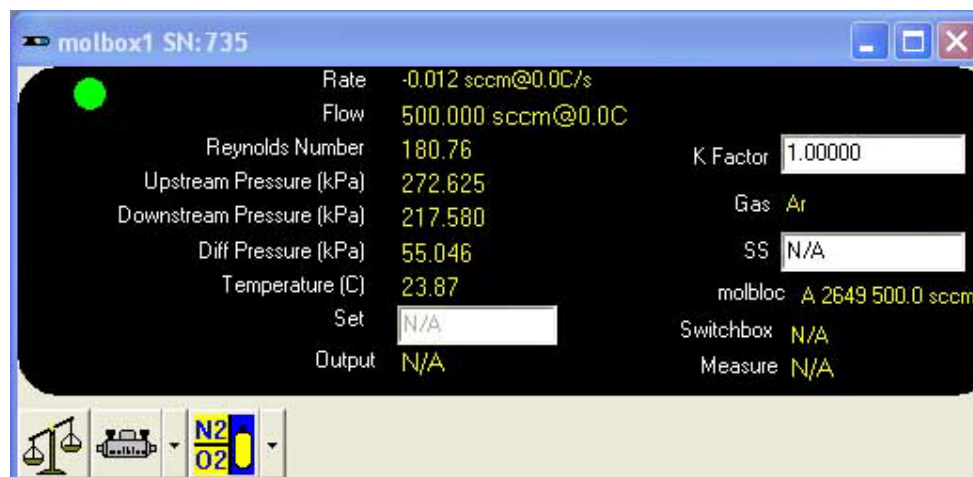 molbox1 SN:735
Rate -0.012 sccm@0.0C/s
Flow 500.000 sccm@0.0C
Reynolds Number 180.76
K Factor 1.00000
Upstream Pressure (kPa) 272.625
Gas Ar
Downstream Pressure (kPa) 217.580
Diff Pressure (kPa) 55.046
SS N/A
Temperature (C) 23.87
molbloc A 2649 500.0 sccm
Set N/A
Switchbox N/A
Output N/A
Measure N/A
N2
O2